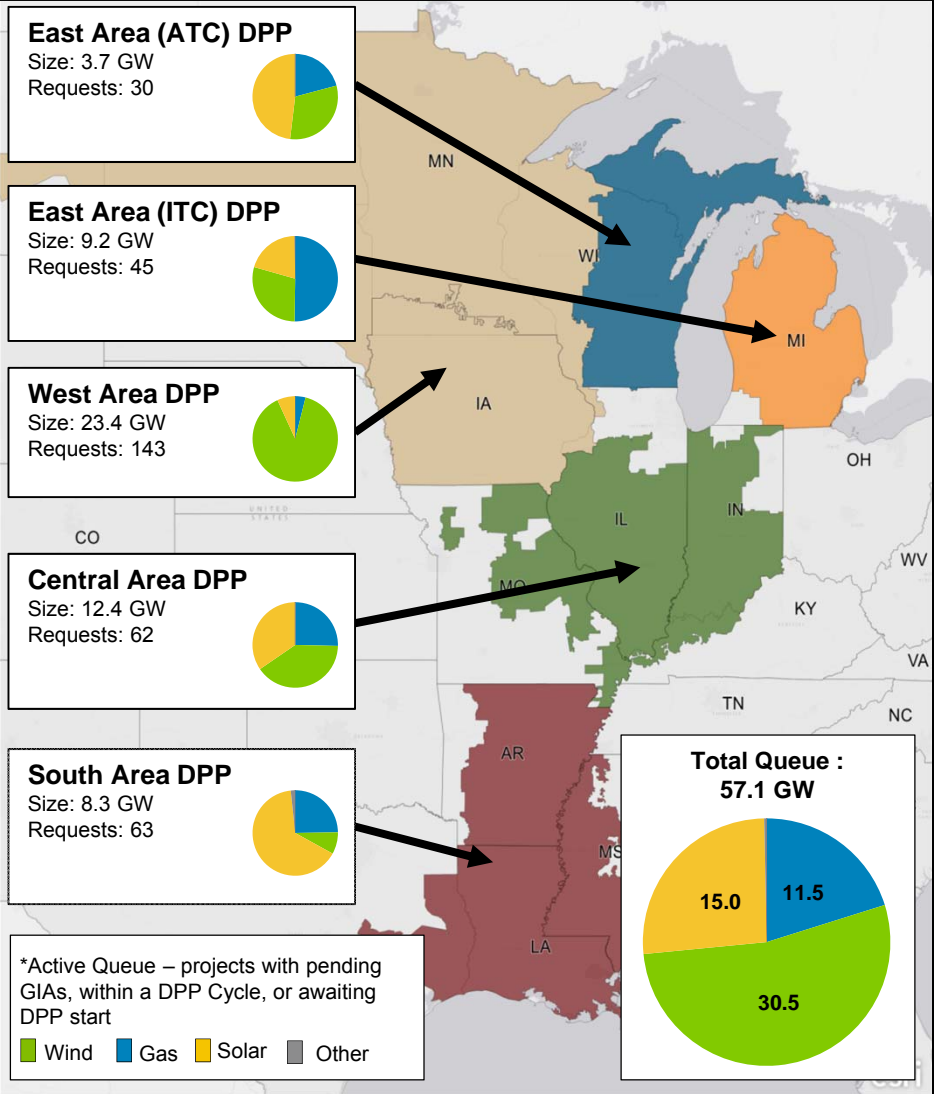 East Area (ATC) DPP
Size: 3.7 GW
Requests: 30
East Area (ITC) DPP
Size: 9.2 GW
Requests: 45
West Area DPP
Size: 23.4 GW
Requests: 143
Central Area DPP
Size: 12.4 GW
Requests: 62
South Area DPP
Size: 8.3 GW
Requests: 63
*Active Queue – projects with pending
GIAs, within a DPP Cycle, or awaiting
DPP start
Wind Gas Solar Other
MN
WI
MI
IA
OH
UNITED
STATES
IL
IN
CO
WV
MO
KY
VA
TN
NC
AR
MS
LA
Total Queue :
57.1 GW
15.0
11.5
30.5
esri